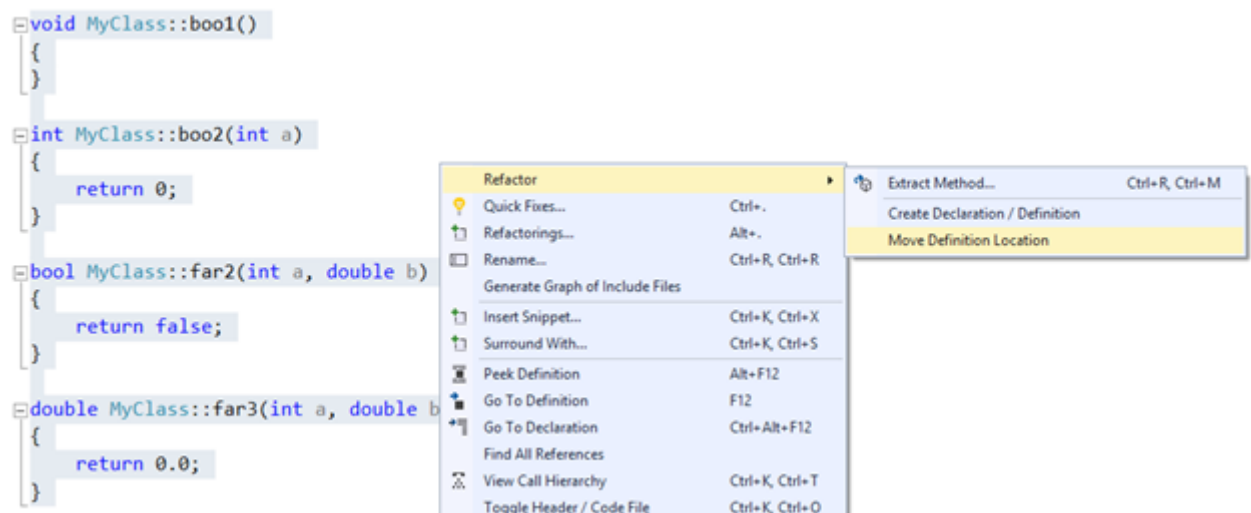 void MyClass::boo1()
{
}
int MyClass::boo2(int a)
{
return 0;
}
bool MyClass::far2(int a, double b)
{
return false;
}
double MyClass::far3(int a, double b
{
return 0.0;
}
Refactor
Quick Fixes... Ctrl+.
Refactorings... Alt+.
Rename... Ctrl+R, Ctrl+R
Generate Graph of Include Files
Insert Snippet... Ctrl+K, Ctrl+X
Surround With... Ctrl+K, Ctrl+S
Peek Definition Alt+F12
Go To Definition F12
Go To Declaration Ctrl+Alt+F12
Find All References
View Call Hierarchy Ctrl+K, Ctrl+T
Toggle Header / Code File Ctrl+K, Ctrl+O
Extract Method... Ctrl+R, Ctrl+M
Create Declaration / Definition
Move Definition Location